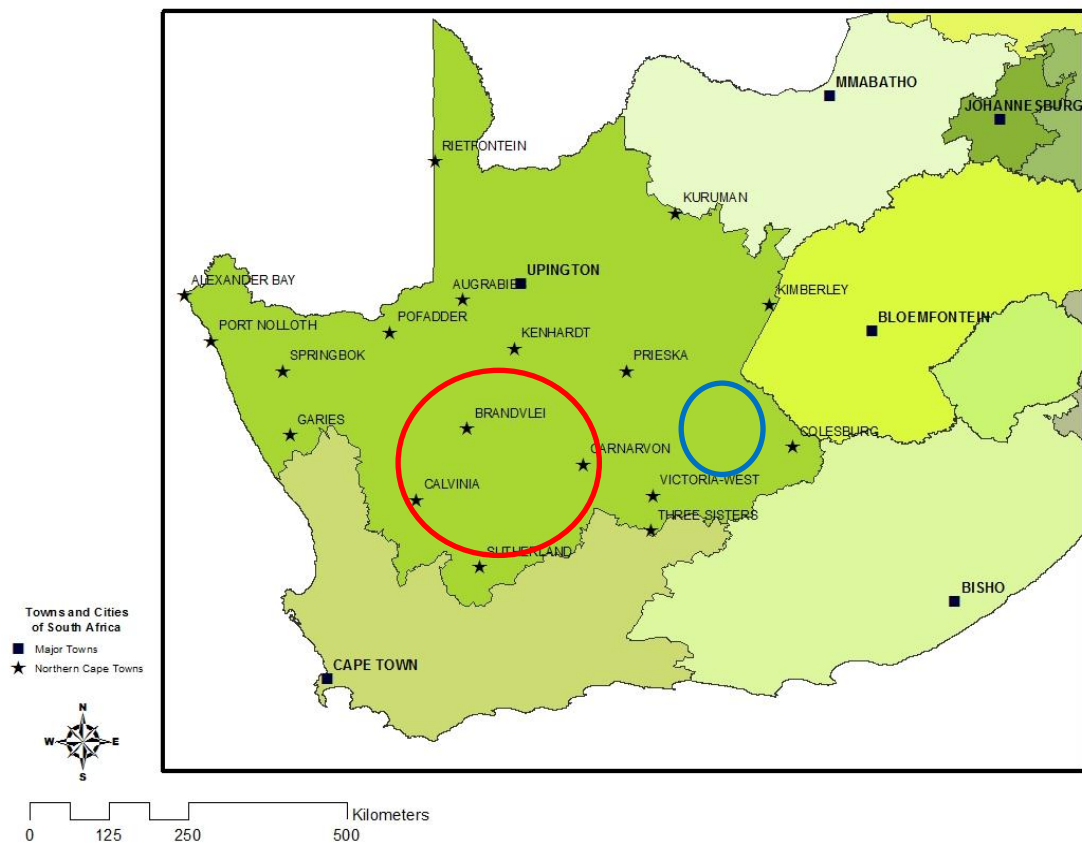 MMABATHO
JOHANNESBURG
RIETFONTEIN
KURUMAN
UPINGTON
ALEXANDER BAY
AUGRABIE
KIMBERLEY
PORT NOLLOTH
POFADDER
BLOEMFONTEIN
KENHARDT
SPRINGBOK
PRIESKA
BRANDVLEI
GARIES
COLESBURG
CARNARVON
CALVINIA
VICTORIA-WEST
THREE SISTERS
SUTHERLAND
BISHO
CAPE TOWN
Towns and Cities
of South Africa
Major Towns
Northern Cape Towns
N
W E
S
Kilometers
0 125 250 500